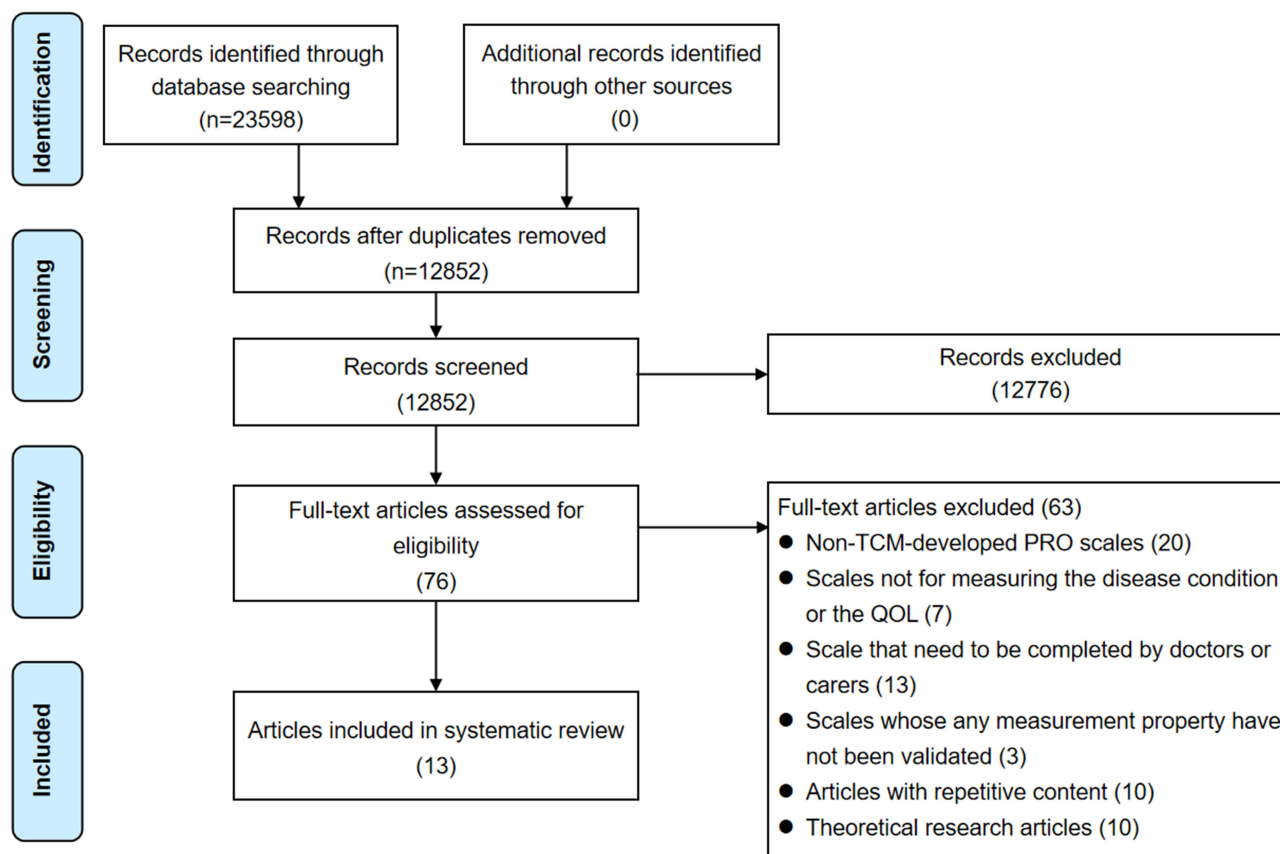 Identification
Records identified through
database searching
(n=23598)
Additional records identified
through other sources
(0)
Records after duplicates removed
(n=12852)
Screening
Records screened
(12852)
Records excluded
(12776)
Eligibility
Full-text articles assessed for
eligibility
(76)
Full-text articles excluded (63)
● Non-TCM-developed PRO scales (20)
● Scales not for measuring the disease condition
or the QOL (7)
● Scale that need to be completed by doctors or
carers (13)
● Scales whose any measurement property have
not been validated (3)
● Articles with repetitive content (10)
● Theoretical research articles (10)
Included
Articles included in systematic review
(13)